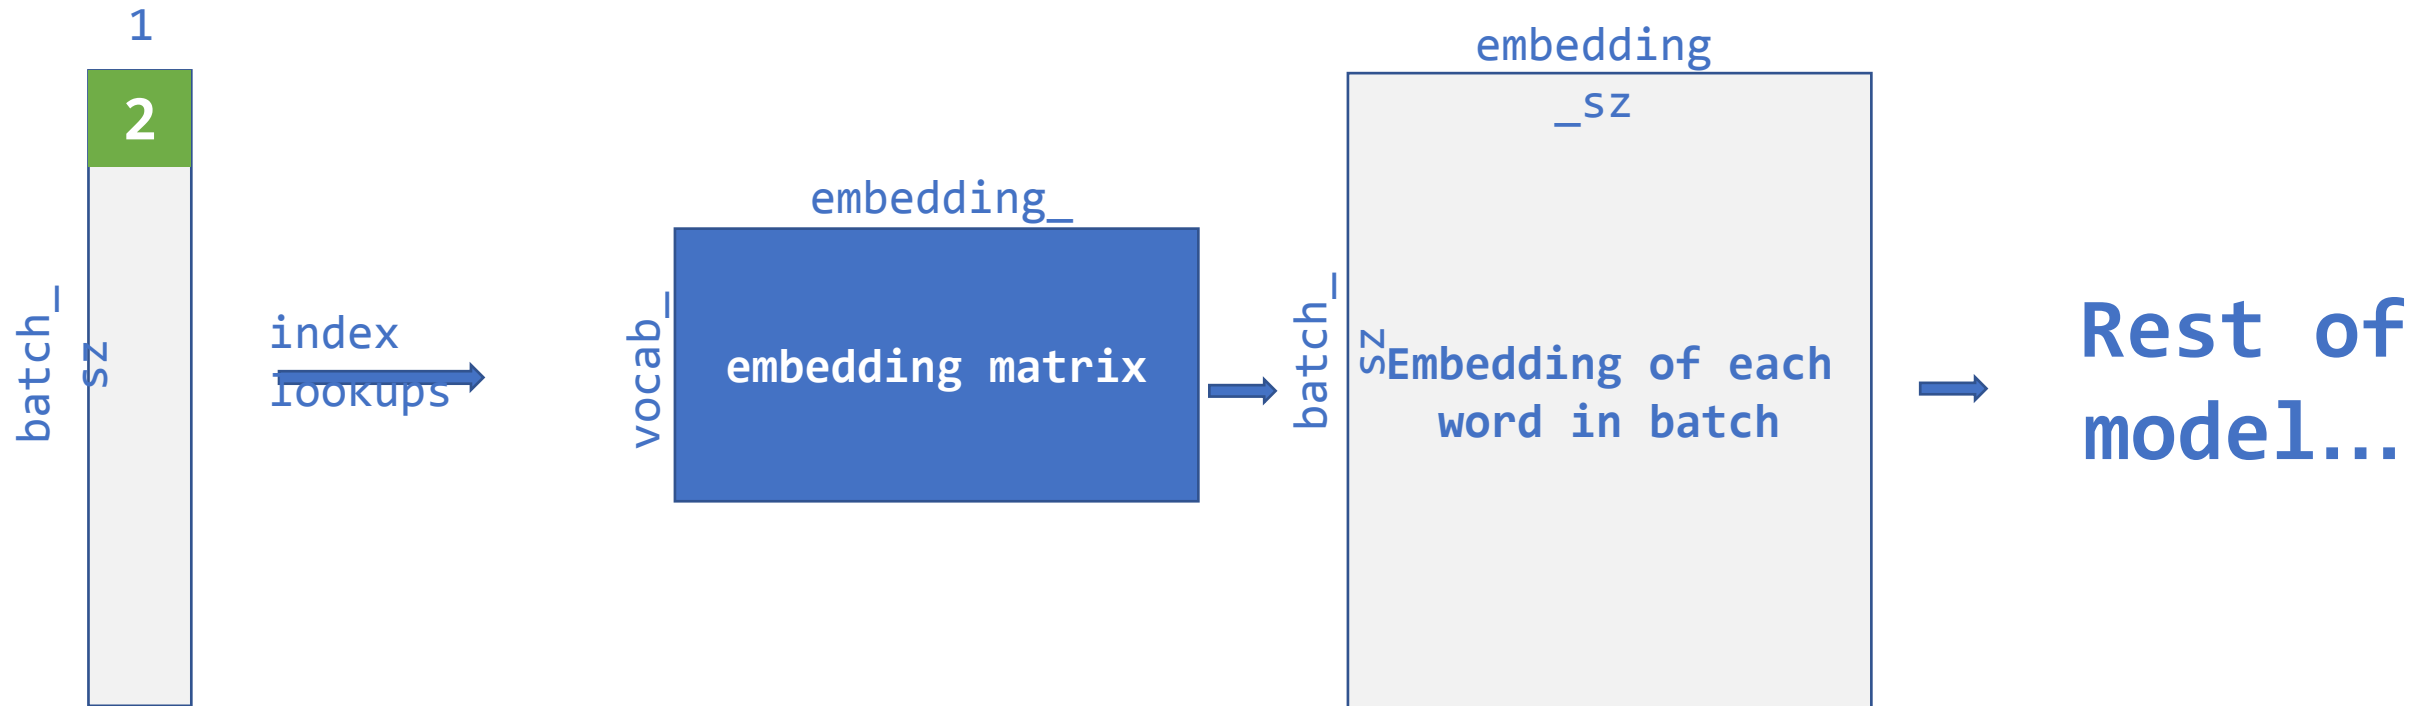 1
2
batch_
sz
index
lookups
embedding_
vocab_
embedding matrix
embedding
_sz
batch_
sz
Embedding of each
word in batch
Rest of
model…